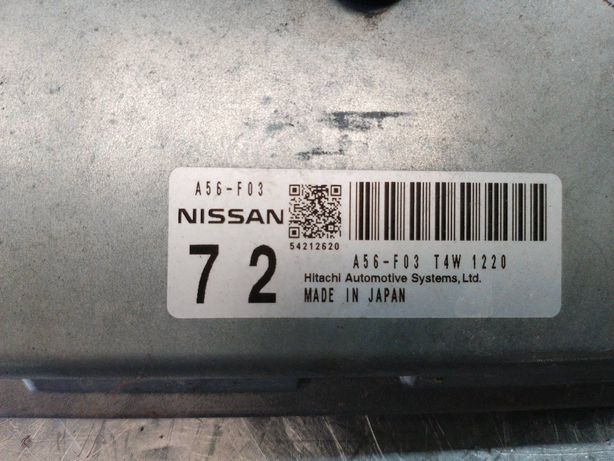 A56-F03
NISSAN
54212620
72
A56-F03 T4W 1220
Hitachi Automotive Systems, Ltd.
MADE IN JAPAN